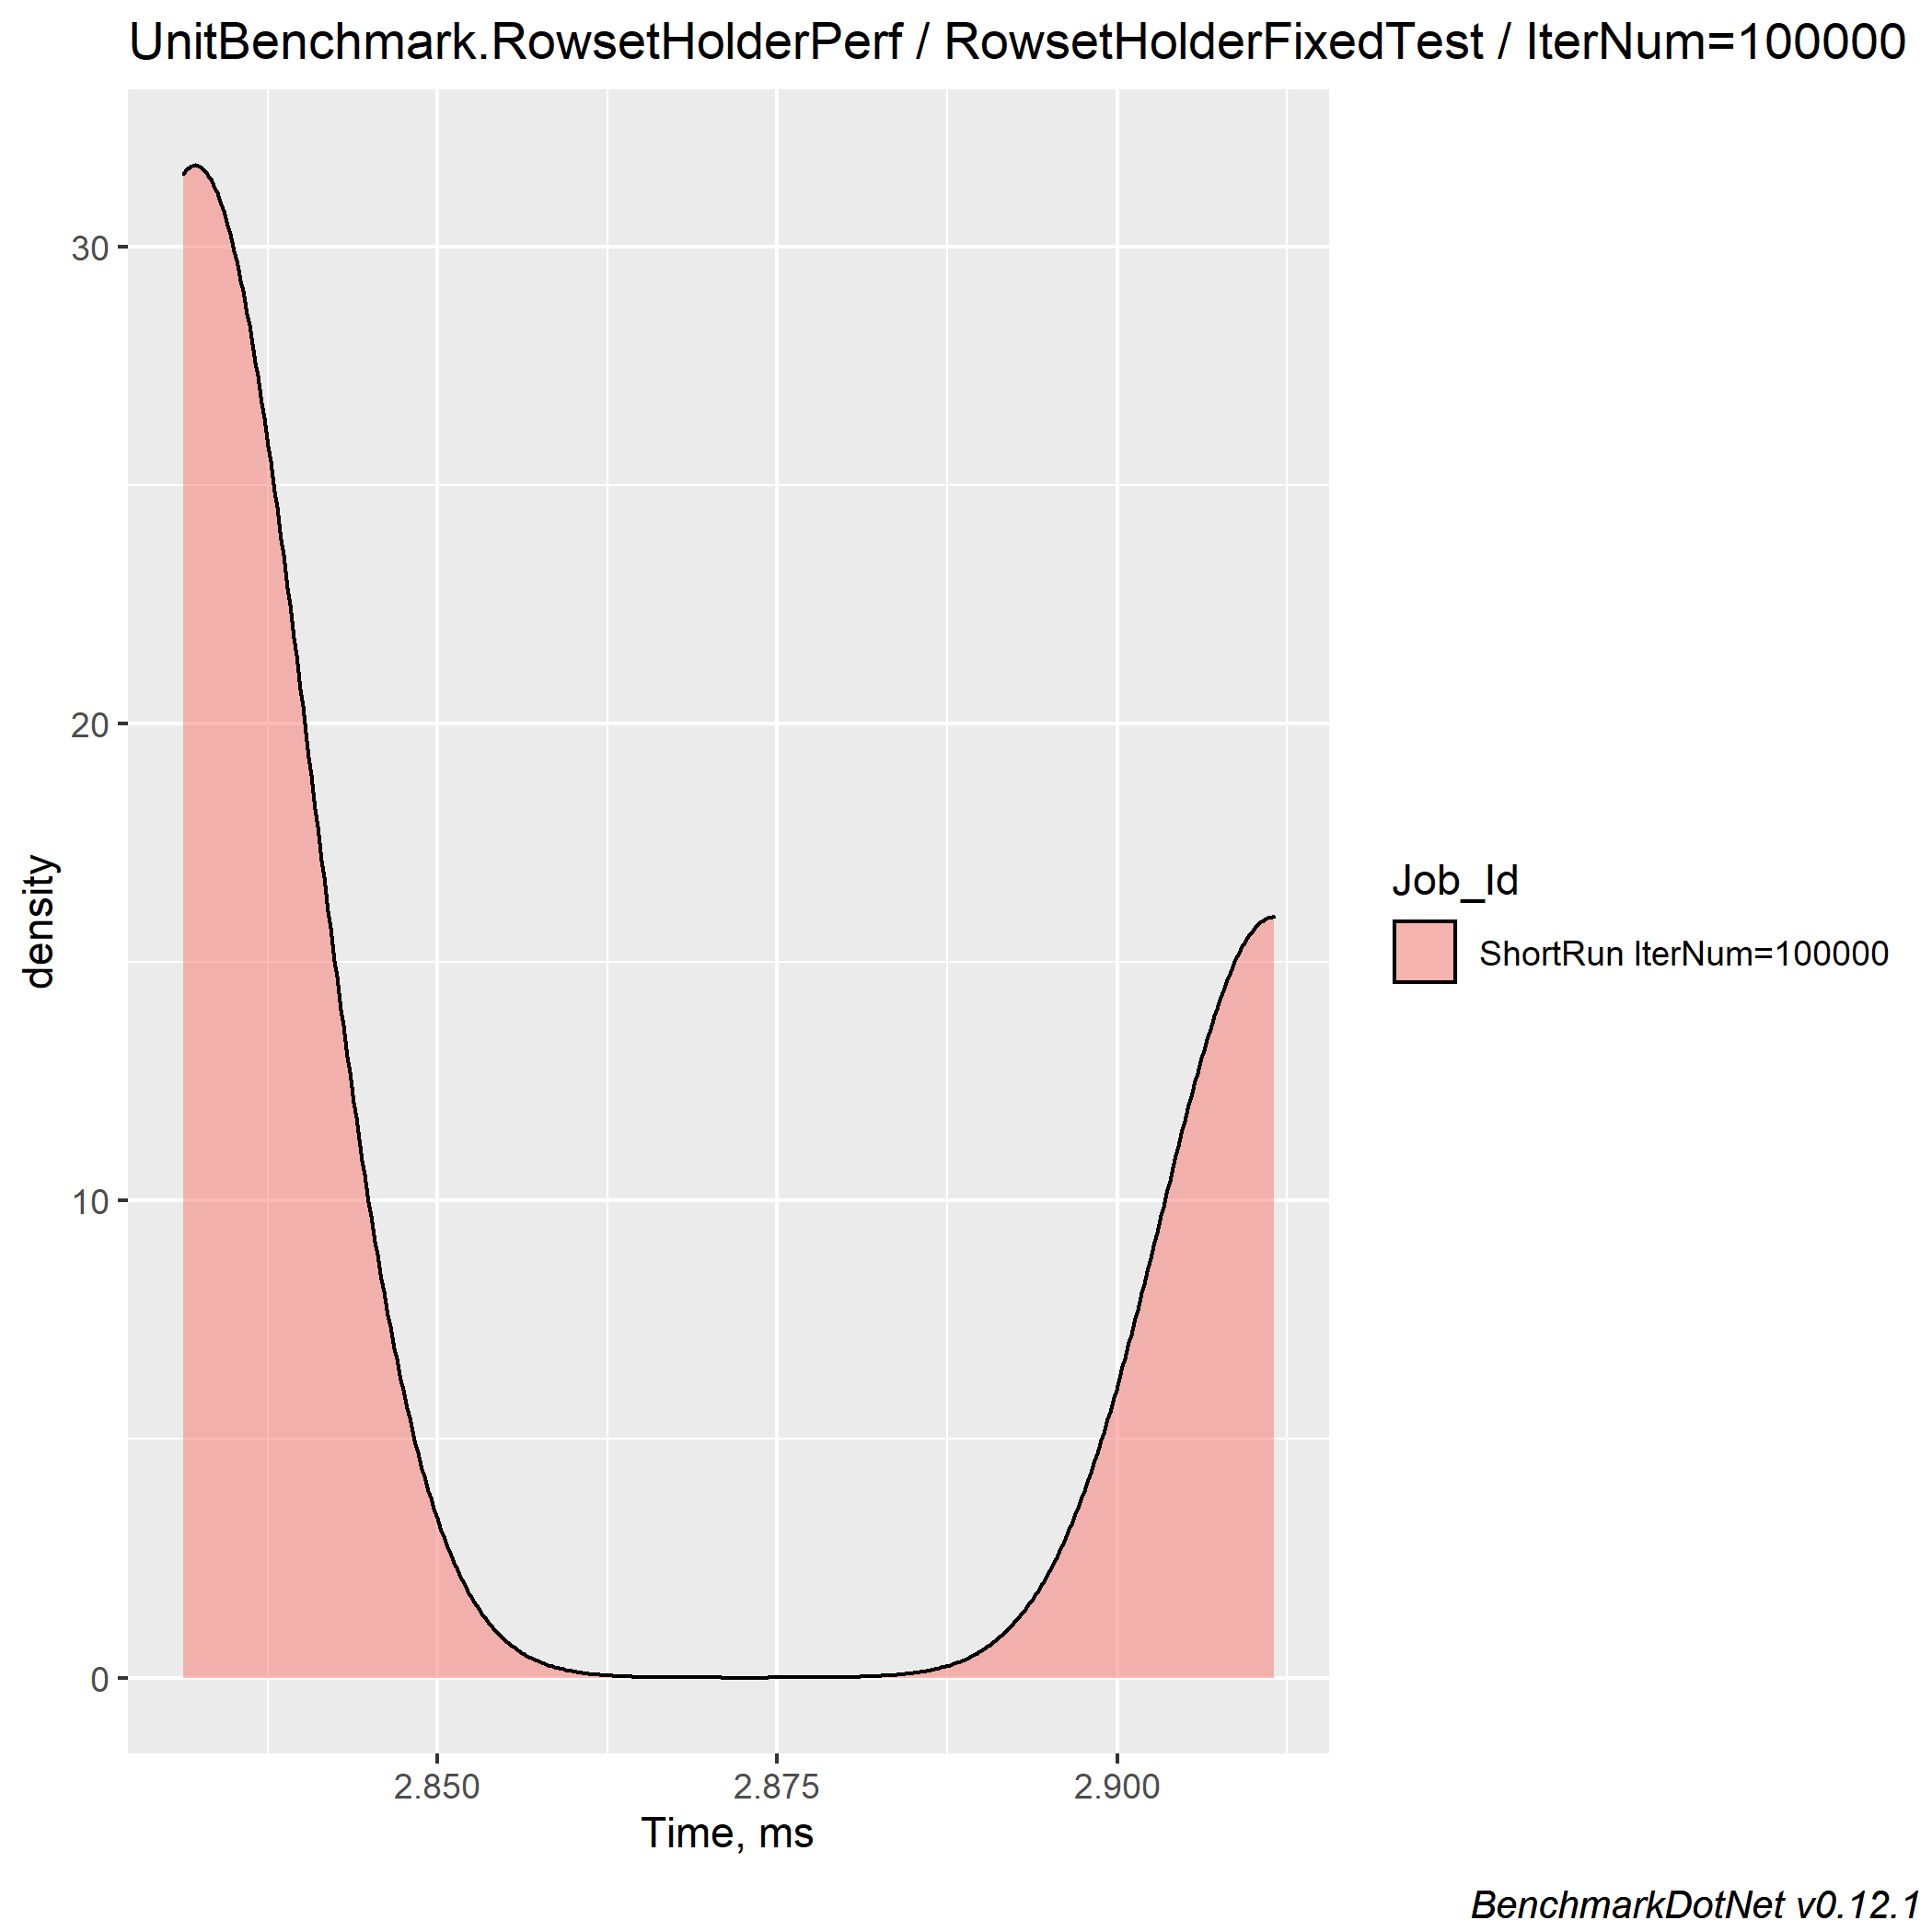 UnitBenchmark.RowsetHolderPerf / RowsetHolderFixedTest / IterNum=100000
30
20
10
0
density
2.850
2.875
2.900
Time, ms
Job_Id
ShortRun IterNum=100000
BenchmarkDotNet v0.12.1